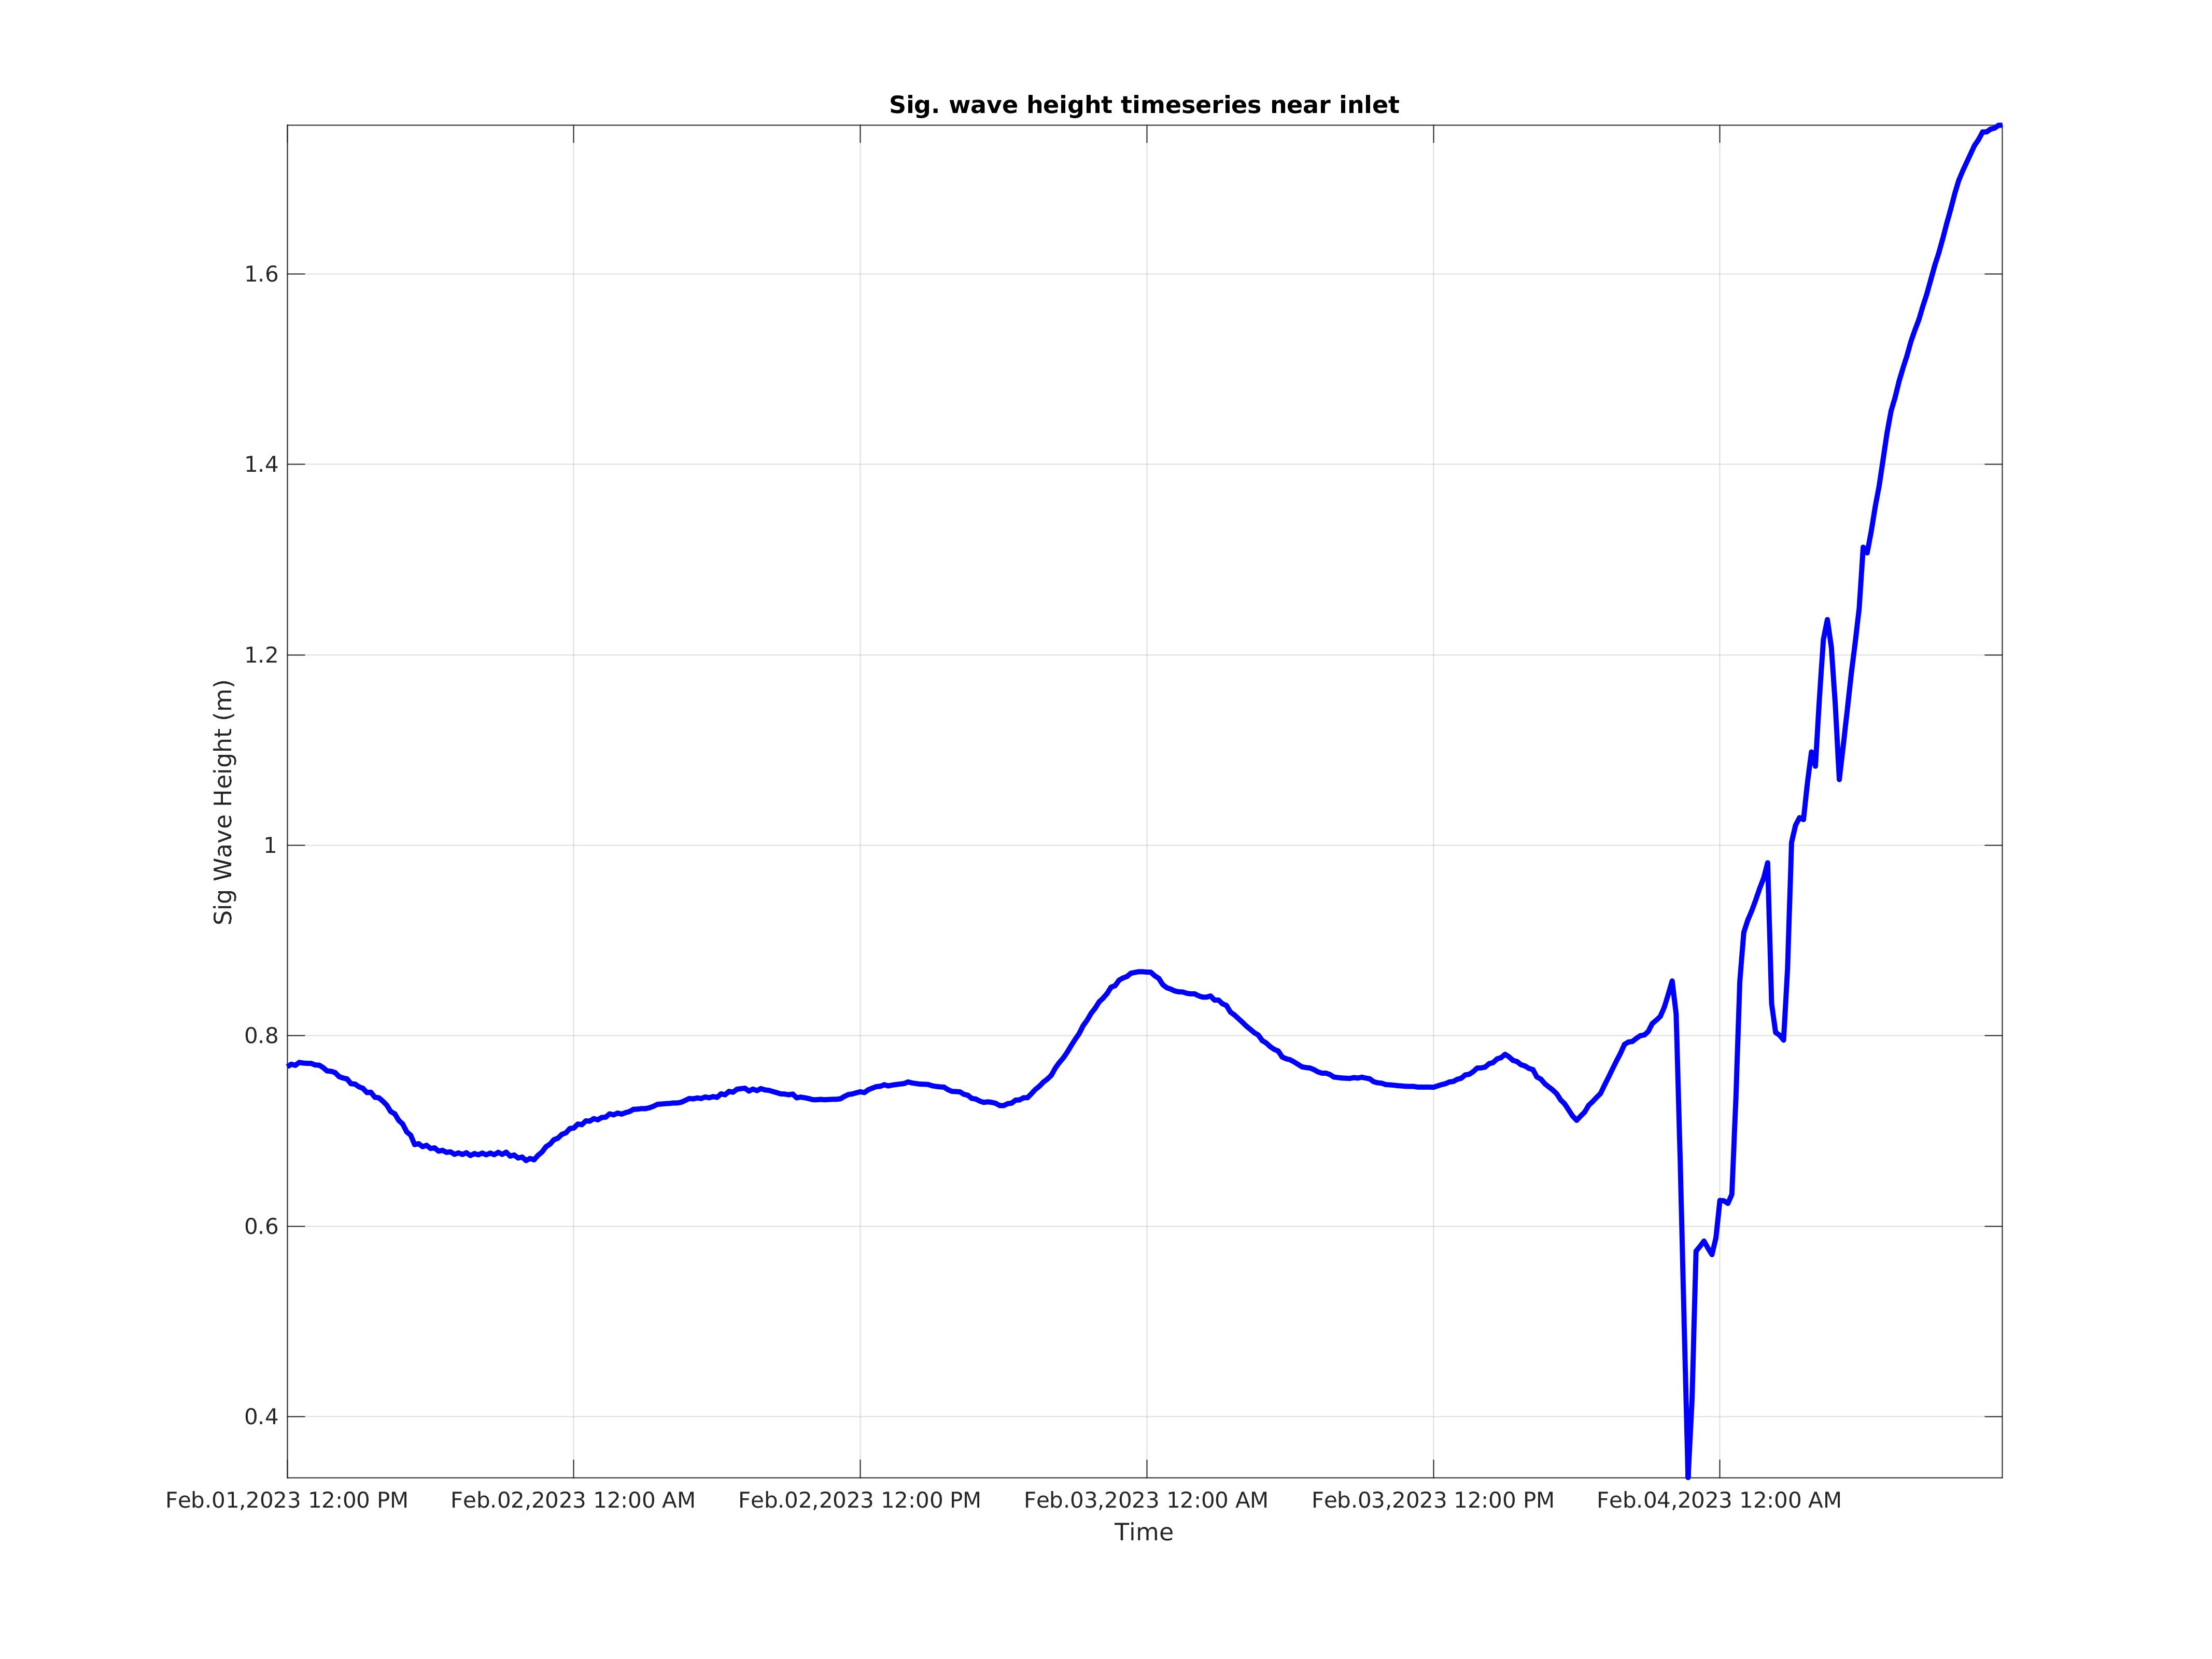 Sig. wave height timeseries near inlet
Sig Wave Height (m)
1.6
1.4
1.2
1
0.8
0.6
0.4
Feb.01,2023 12:00 PM Feb.02,2023 12:00 AM Feb.02,2023 12:00 PM Feb.03,2023 12:00 AM Feb.03,2023 12:00 PM Feb.04,2023 12:00 AM
Time